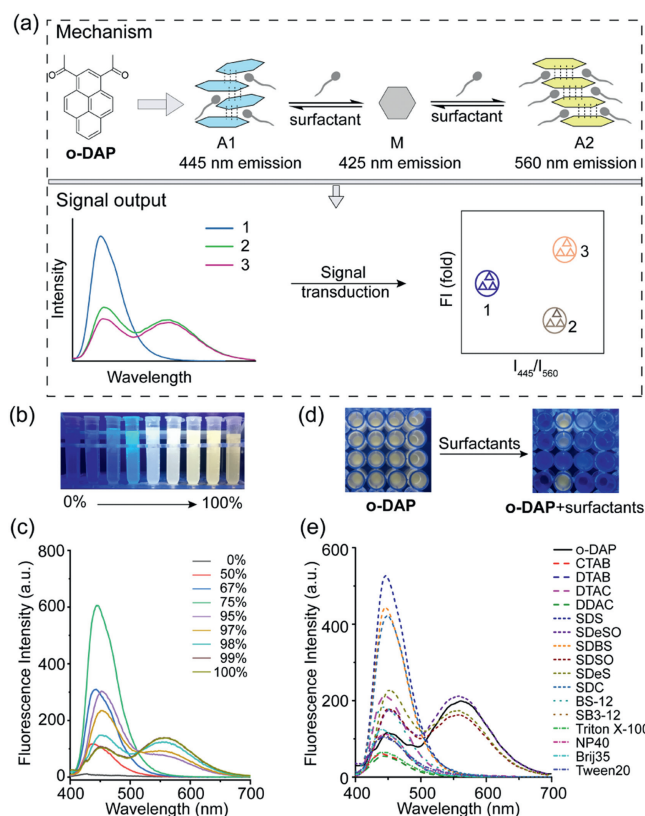 (a)
Mechanism
O
O
o-DAP
surfactant
surfactant
A1
M
A2
445 nm emission
425 nm emission
560 nm emission
Signal output
1
2
3
Intensity
Wavelength
Signal
transduction
FI (fold)
1
2
3
I445/I560
(b)
0%
100%
(d)
Surfactants
o-DAP
o-DAP+surfactants
(c)
Fluorescence Intensity (a.u.)
800
600
400
200
0
400
500
600
700
Wavelength (nm)
0%
50%
67%
75%
95%
97%
98%
99%
100%
(e)
Fluorescence Intensity (a.u.)
600
400
200
0
400
500
600
700
Wavelength (nm)
o-DAP
CTAB
DTAB
DTAC
DDAC
SDS
SDeSO
SDBS
SDSO
SDeS
SDC
BS-12
SB3-12
Triton X-100
NP40
Brij35
Tween20